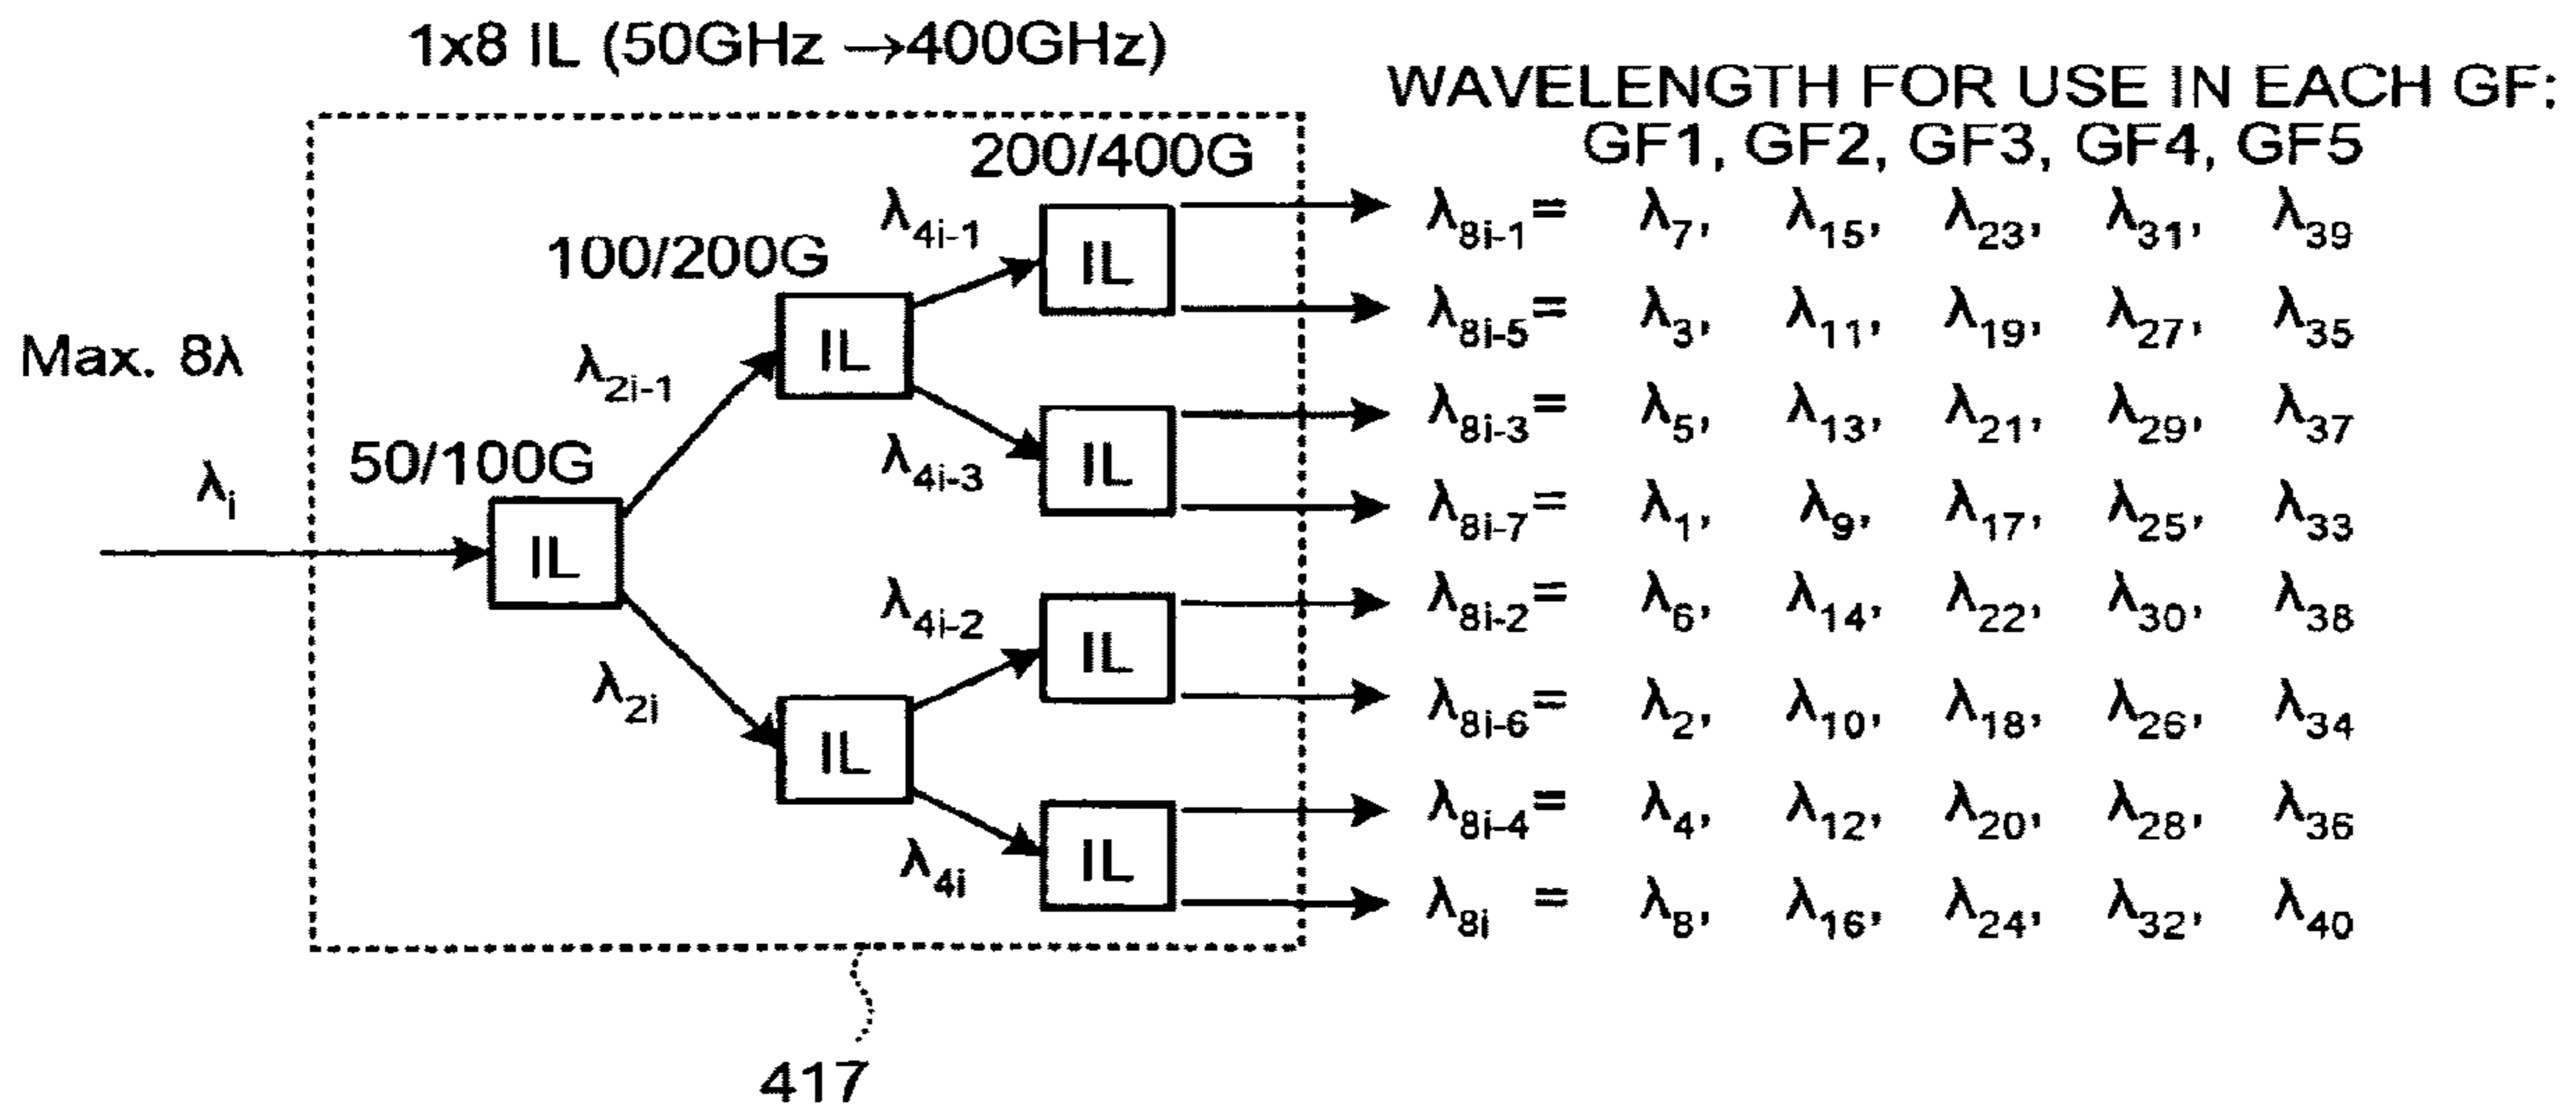 1x8 IL (50GHz →400GHz)
WAVELENGTH FOR USE IN EACH GF:
GF1, GF2, GF3, GF4, GF5
200/400G
100/200G
50/100G
Max. 8λ
λi
λ2i-1
λ2i
λ4i-1
λ4i-3
λ4i-2
λ4i
IL
IL
IL
IL
IL
IL
IL
λ8i-1= λ7, λ15, λ23, λ31, λ39
λ8i-5= λ3, λ11, λ19, λ27, λ35
λ8i-3= λ5, λ13, λ21, λ29, λ37
λ8i-7= λ1, λ9, λ17, λ25, λ33
λ8i-2= λ6, λ14, λ22, λ30, λ38
λ8i-6= λ2, λ10, λ18, λ26, λ34
λ8i-4= λ4, λ12, λ20, λ28, λ36
λ8i = λ8, λ16, λ24, λ32, λ40
417